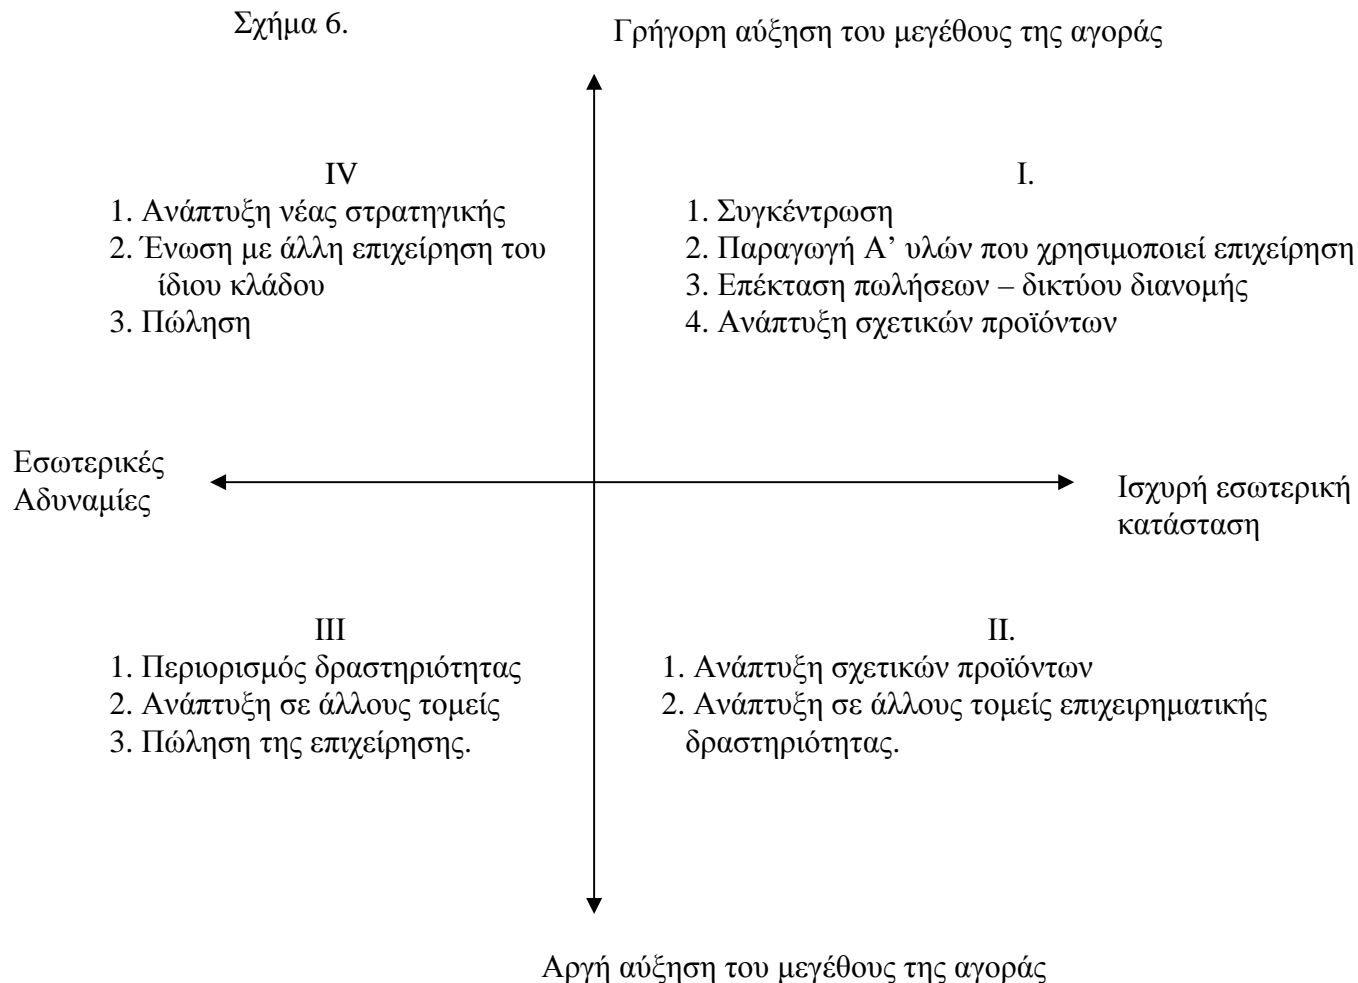 Σχήμα 6.
Γρήγορη αύξηση του μεγέθους της αγοράς
IV
1. Ανάπτυξη νέας στρατηγικής
2. Ένωση με άλλη επιχείρηση του
ίδιου κλάδου
3. Πώληση
I.
1. Συγκέντρωση
2. Παραγωγή Α’ υλών που χρησιμοποιεί επιχείρηση
3. Επέκταση πωλήσεων – δικτύου διανομής
4. Ανάπτυξη σχετικών προϊόντων
Εσωτερικές
Αδυναμίες
Ισχυρή εσωτερική
κατάσταση
III
1. Περιορισμός δραστηριότητας
2. Ανάπτυξη σε άλλους τομείς
3. Πώληση της επιχείρησης.
II.
1. Ανάπτυξη σχετικών προϊόντων
2. Ανάπτυξη σε άλλους τομείς επιχειρηματικής
δραστηριότητας.
Αργή αύξηση του μεγέθους της αγοράς